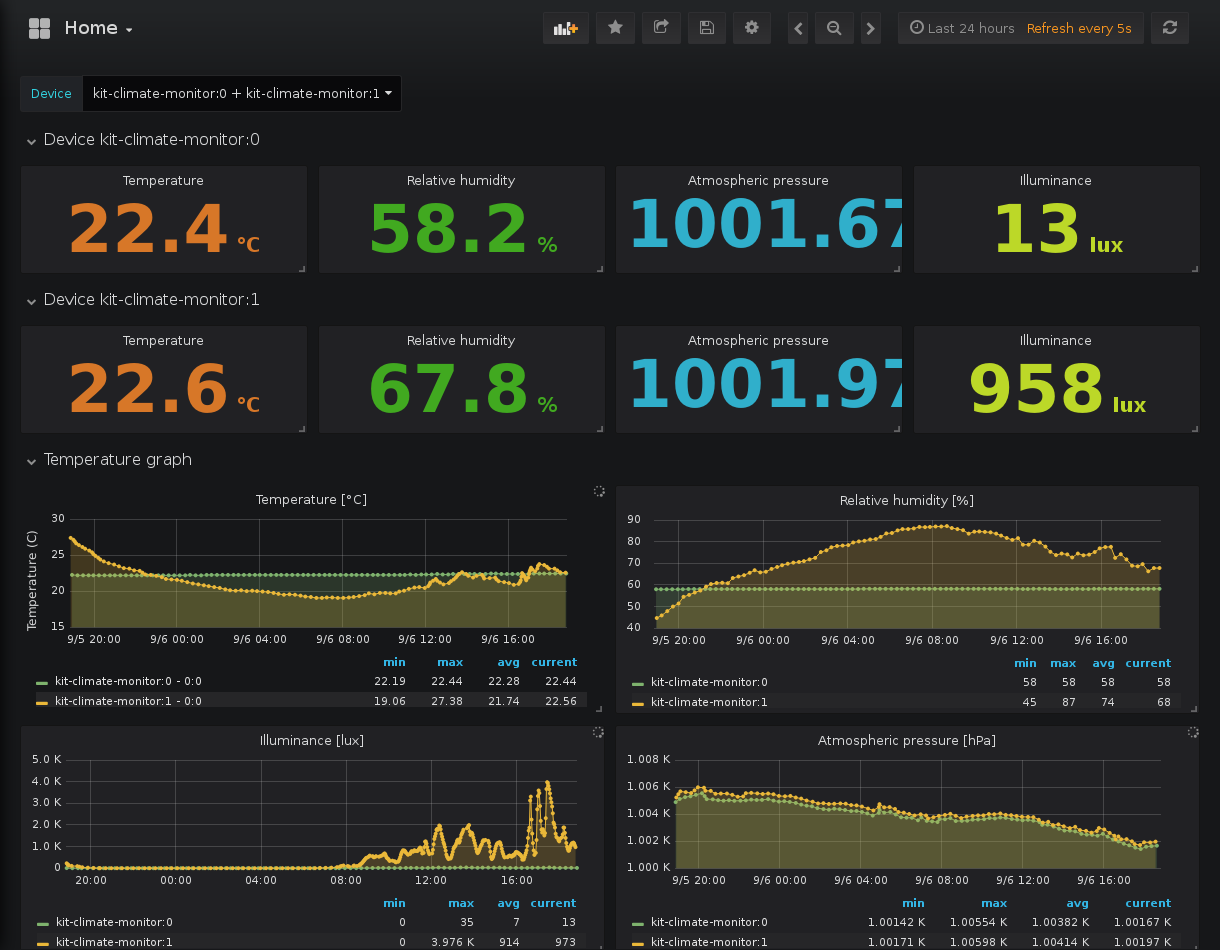 Home
Last 24 hours Refresh every 5s
Device kit-climate-monitor:0 + kit-climate-monitor:1
Device kit-climate-monitor:0
Temperature Relative humidity Atmospheric pressure Illuminance
22.4 °C 58.2 % 1001.67 13 lux
Device kit-climate-monitor:1
Temperature Relative humidity Atmospheric pressure Illuminance
22.6 °C 67.8 % 1001.97 958 lux
Temperature graph
Temperature [°C]
Temperature (C)
30
25
20
15
9/5 20:00 9/6 00:00 9/6 04:00 9/6 08:00 9/6 12:00 9/6 16:00
min max avg current
kit-climate-monitor:0 - 0:0 22.19 22.44 22.28 22.44
kit-climate-monitor:1 - 0:0 19.06 27.38 21.74 22.56
Relative humidity [%]
90
80
70
60
50
40
9/5 20:00 9/6 00:00 9/6 04:00 9/6 08:00 9/6 12:00 9/6 16:00
min max avg current
kit-climate-monitor:0 58 58 58 58
kit-climate-monitor:1 45 87 74 68
Illuminance [lux]
5.0 K
4.0 K
3.0 K
2.0 K
1.0 K
0
20:00 00:00 04:00 08:00 12:00 16:00
min max avg current
kit-climate-monitor:0 0 35 7 13
kit-climate-monitor:1 0 3.976 K 914 973
Atmospheric pressure [hPa]
1.008 K
1.006 K
1.004 K
1.002 K
1.000 K
9/5 20:00 9/6 00:00 9/6 04:00 9/6 08:00 9/6 12:00 9/6 16:00
min max avg current
kit-climate-monitor:0 1.00142 K 1.00554 K 1.00382 K 1.00167 K
kit-climate-monitor:1 1.00171 K 1.00598 K 1.00414 K 1.00197 K